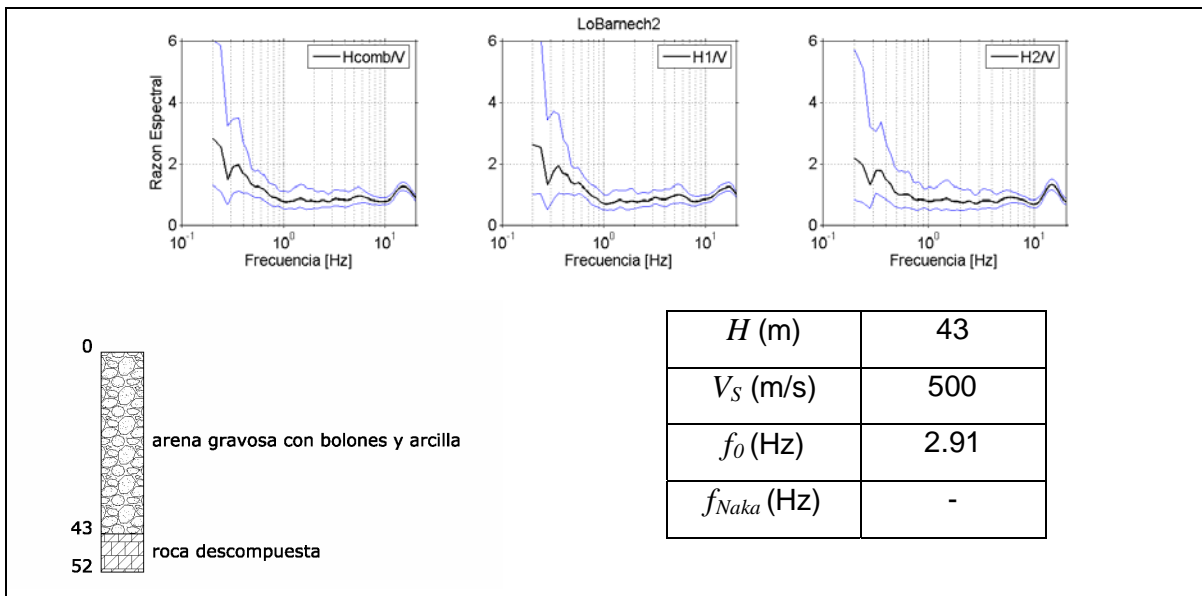 LoBarnech2
Razon Espectral
6
4
2
0
Hcomb/V
10^-1
10^0
10^1
Frecuencia [Hz]
6
4
2
0
H1/V
10^-1
10^0
10^1
Frecuencia [Hz]
6
4
2
0
H2/V
10^-1
10^0
10^1
Frecuencia [Hz]
0
arena gravosa con bolones y arcilla
43
roca descompuesta
52
H (m) 43
V_S (m/s) 500
f_0 (Hz) 2.91
f_Naka (Hz) -